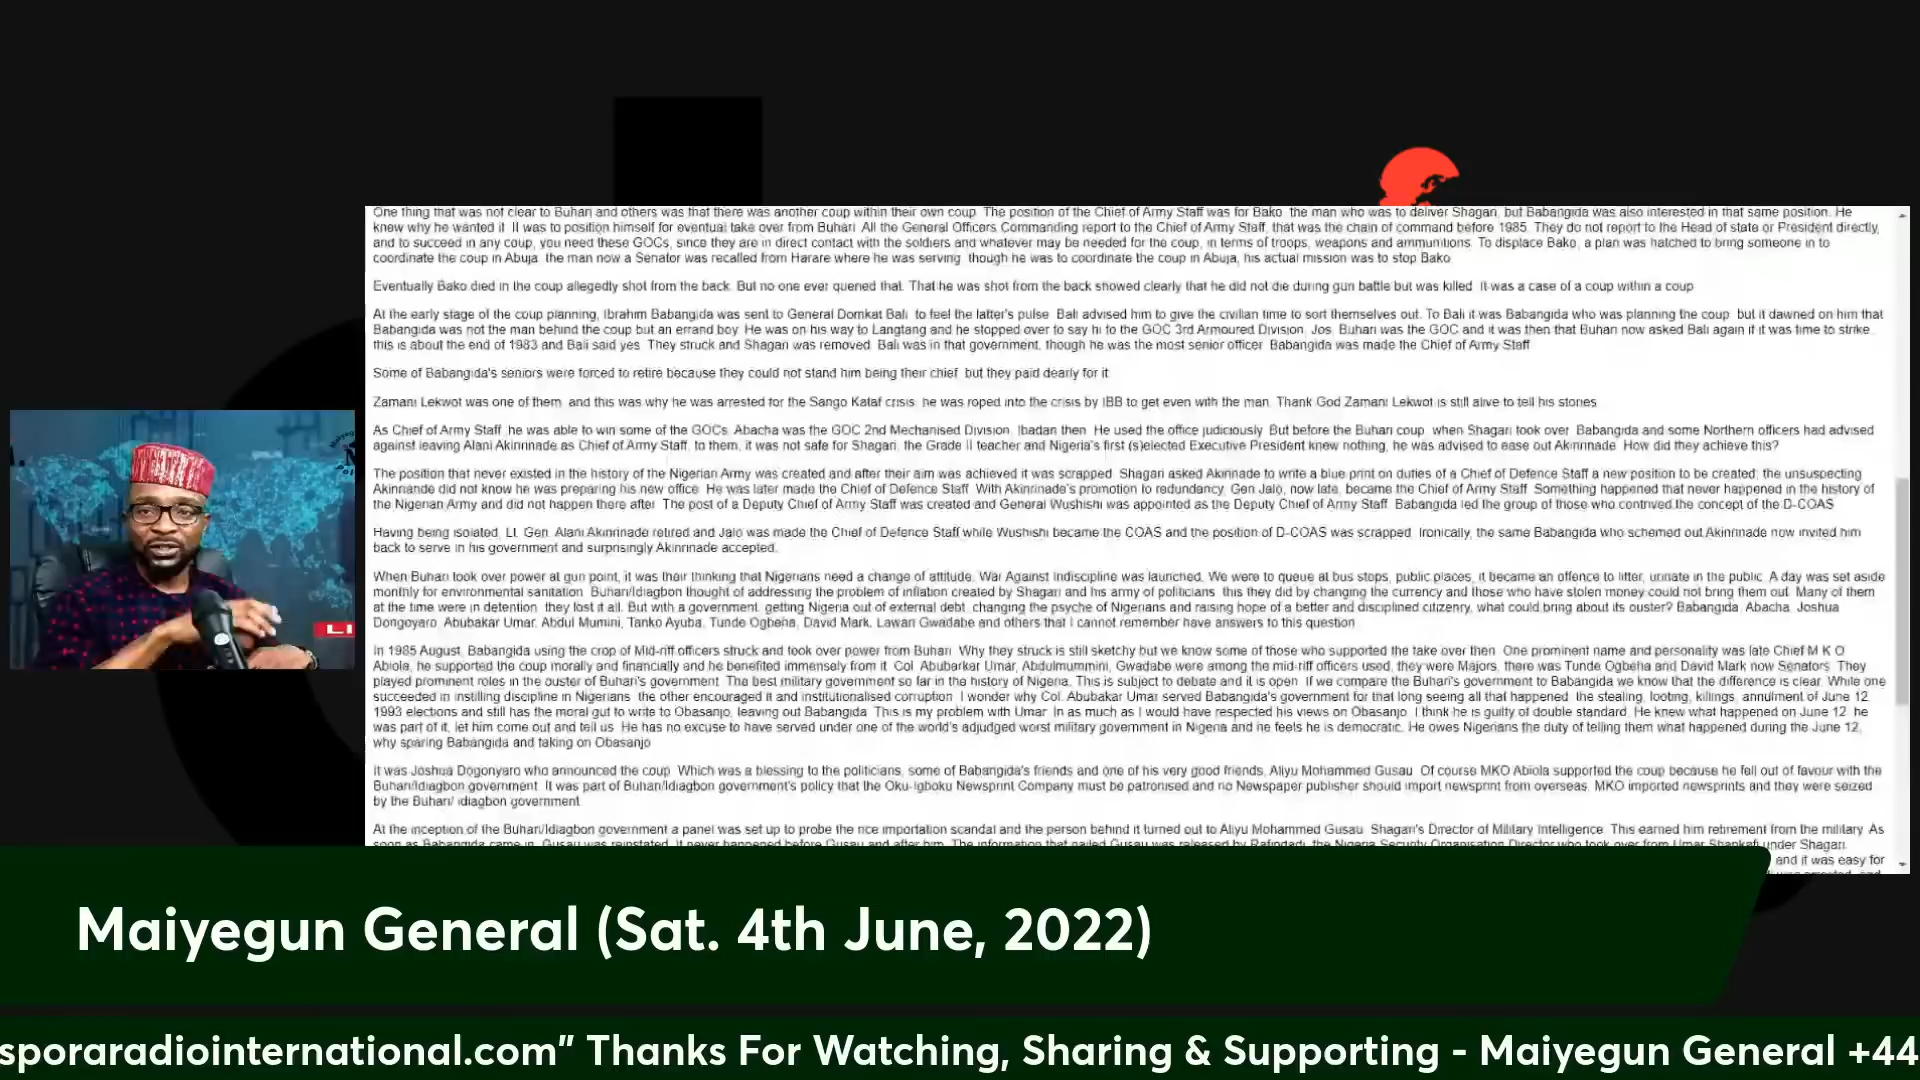 One thing that was not clear to Buhari and others was that there was another coup within their own coup. The position of the Chief of Army Staff was for Bako, the man who was to deliver Shagari, but Babangida was also interested in that same position. He
knew why he wanted it. It was to position himself for eventual take over from Buhari. All the General Officers Commanding report to the Chief of Army Staff, that was the chain of command before 1985. They do not report to the Head of state or President directly,
and to succeed in any coup, you need these GOCs, since they are in direct contact with the soldiers and whatever may be needed for the coup, in terms of troops, weapons and ammunitions. To displace Bako, a plan was hatched to bring someone in to
coordinate the coup in Abuja, the man now a Senator was recalled from Harare where he was serving, though he was to coordinate the coup in Abuja, his actual mission was to stop Bako
Eventually Bako died in the coup allegedly shot from the back. But no one ever queried that. That he was shot from the back showed clearly that he did not die during gun battle but was killed. It was a case of a coup within a coup
At the early stage of the coup planning, Ibrahim Babangida was sent to General Domkat Bali, to feel the latter's pulse. Bali advised him to give the civilian time to sort themselves out. To Bali it was Babangida who was planning the coup, but it dawned on him that
Babangida was not the man behind the coup but an errand boy. He was on his way to Langtang and he stopped over to say hi to the GOC 3rd Armoured Division, Jos. Buhari was the GOC and it was then that Buhari now asked Bali again if it was time to strike,
this is about the end of 1983 and Bali said yes. They struck and Shagari was removed. Bali was in that government, though he was the most senior officer. Babangida was made the Chief of Army Staff
Some of Babangida's seniors were forced to retire because they could not stand him being their chief, but they paid dearly for it
Zamani Lekwot was one of them, and this was why he was arrested for the Sango Kataf crisis, he was roped into the crisis by IBB to get even with the man. Thank God Zamani Lekwot is still alive to tell his stories
As Chief of Army Staff, he was able to win some of the GOCs. Abacha was the GOC 2nd Mechanised Division, Ibadan then. He used the office judiciously. But before the Buhari coup, when Shagari took over, Babangida and some Northern officers had advised
against leaving Alani Akinrinade as Chief of Army Staff, to them, it was not safe for Shagari, the Grade II teacher and Nigeria's first (s)elected Executive President knew nothing, he was advised to ease out Akinrinade. How did they achieve this?
The position that never existed in the history of the Nigerian Army was created and after their aim was achieved it was scrapped. Shagari asked Akinrinade to write a blue print on duties of a Chief of Defence Staff a new position to be created, the unsuspecting
Akinnande did not know he was preparing his new office. He was later made the Chief of Defence Staff. With Akinrinade's promotion to redundancy, Gen Jalo, now late, became the Chief of Army Staff. Something happened that never happened in the history of
the Nigerian Army and did not happen there after. The post of a Deputy Chief of Army Staff was created and General Wushishi was appointed as the Deputy Chief of Army Staff. Babangida led the group of those who contrived the concept of the D-COAS
Having being isolated, Lt. Gen. Alani Akinrinade retired and Jalo was made the Chief of Defence Staff while Wushishi became the COAS and the position of D-COAS was scrapped. Ironically, the same Babangida who schemed out Akinrinade now invited him
back to serve in his government and surprisingly Akinrinade accepted.
When Buhari took over power at gun point, it was their thinking that Nigerians need a change of attitude. War Against Indiscipline was launched. We were to queue at bus stops, public places, it became an offence to litter, urinate in the public. A day was set aside
monthly for environmental sanitation. Buhari/Idiagbon thought of addressing the problem of inflation created by Shagari and his army of politicians, this they did by changing the currency and those who have stolen money could not bring them out. Many of them
at the time were in detention, they lost it all. But with a government, getting Nigeria out of external debt, changing the psyche of Nigerians and raising hope of a better and disciplined citizenry, what could bring about its ouster? Babangida, Abacha, Joshua
Dongoyaro, Abubakar Umar, Abdul Mumini, Tanko Ayuba, Tunde Ogbeha, David Mark, Lawan Gwadabe and others that I cannot remember have answers to this question
In 1985 August, Babangida using the crop of Mid-riff officers struck and took over power from Buhari. Why they struck is still sketchy but we know some of those who supported the take over then. One prominent name and personality was late Chief M K O
Abiola, he supported the coup morally and financially and he benefited immensely from it. Col. Abubarkar Umar, Abdulmummini, Gwadabe were among the mid-riff officers used, they were Majors, there was Tunde Ogbeha and David Mark now Senators. They
played prominent roles in the ouster of Buhari's government. The best military government so far in the history of Nigeria. This is subject to debate and it is open. If we compare the Buhari's government to Babangida we know that the difference is clear. While one
succeeded in instilling discipline in Nigerians, the other encouraged it and institutionalised corruption. I wonder why Col. Abubakar Umar served Babangida's government for that long seeing all that happened, the stealing, looting, killings, annulment of June 12,
1993 elections and still has the moral gut to write to Obasanjo, leaving out Babangida. This is my problem with Umar. In as much as I would have respected his views on Obasanjo, I think he is guilty of double standard. He knew what happened on June 12, he
was part of it, let him come out and tell us. He has no excuse to have served under one of the world's adjudged worst military government in Nigeria and he feels he is democratic. He owes Nigerians the duty of telling them what happened during the June 12,
why sparing Babangida and taking on Obasanjo
It was Joshua Dogonyaro who announced the coup. Which was a blessing to the politicians, some of Babangida's friends and one of his very good friends, Aliyu Mohammed Gusau. Of course MKO Abiola supported the coup because he fell out of favour with the
Buhari/Idiagbon government. It was part of Buhari/Idiagbon government's policy that the Oku-Igboku Newsprint Company must be patronised and no Newspaper publisher should import newsprint from overseas. MKO imported newsprints and they were seized
by the Buhari/ Idiagbon government
At the inception of the Buhari/Idiagbon government a panel was set up to probe the rice importation scandal and the person behind it turned out to Aliyu Mohammed Gusau, Shagari's Director of Military Intelligence. This earned him retirement from the military. As
soon as Babangida came in, Gusau was reinstated. It never happened before Gusau and after him. The information that nailed Gusau was released by Rafindadi, the Nigeria Security Organisation Director who took over from Umar Shankafi under Shagari.
and it was easy for
LI
Maiyegun General (Sat. 4th June, 2022)
sporaradiointernational.com” Thanks For Watching, Sharing & Supporting - Maiyegun General +44